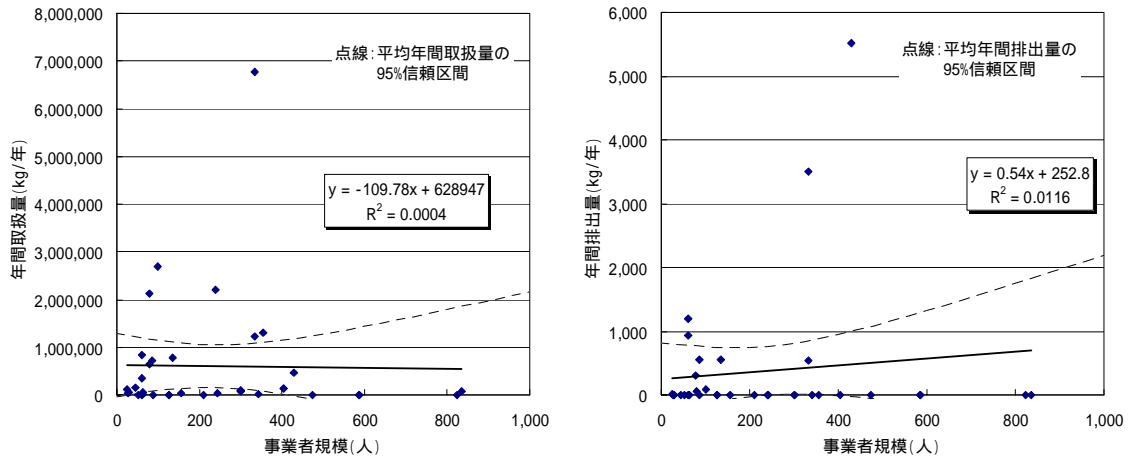 8,000,000
7,000,000
6,000,000
5,000,000
4,000,000
3,000,000
2,000,000
1,000,000
0
年間取扱量(kg/年)
点線:平均年間取扱量の
95%信頼区間
y = -109.78x + 628947
R² = 0.0004
0 200 400 600 800 1,000
事業者規模(人)
6,000
5,000
4,000
3,000
2,000
1,000
0
年間排出量(kg/年)
点線:平均年間排出量の
95%信頼区間
y = 0.54x + 252.8
R² = 0.0116
0 200 400 600 800 1,000
事業者規模(人)